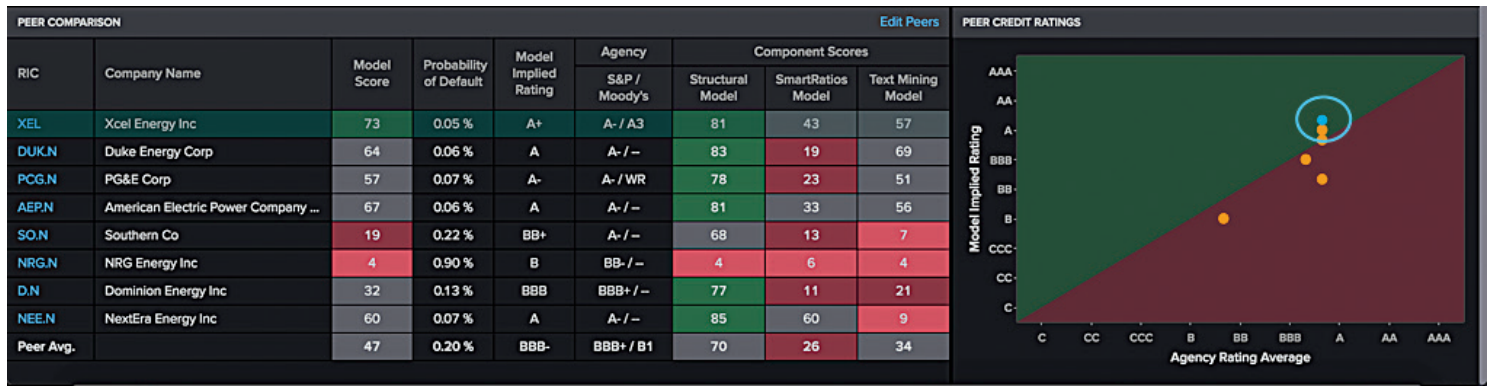 PEER COMPARISON Edit Peers
RIC Company Name Model Score Probability of Default Model Implied Rating Agency Component Scores
S&P / Moody's Structural Model SmartRatios Model Text Mining Model
XEL Xcel Energy Inc 73 0.05 % A+ A- / A3 81 43 57
DUK.N Duke Energy Corp 64 0.06 % A A- / -- 83 19 69
PCG.N PG&E Corp 57 0.07 % A- A- / WR 78 23 51
AEP.N American Electric Power Company ... 67 0.06 % A A- / -- 81 33 56
SO.N Southern Co 19 0.22 % BB+ A- / -- 68 13 7
NRG.N NRG Energy Inc 4 0.90 % B BB- / -- 4 6 4
D.N Dominion Energy Inc 32 0.13 % BBB BBB+ / -- 77 11 21
NEE.N NextEra Energy Inc 60 0.07 % A A- / -- 85 60 9
Peer Avg. 47 0.20 % BBB- BBB+ / B1 70 26 34
PEER CREDIT RATINGS
Model Implied Rating
AAA
AA
A
BBB
BB
B
CCC
CC
C
C CC CCC B BB BBB A AA AAA
Agency Rating Average